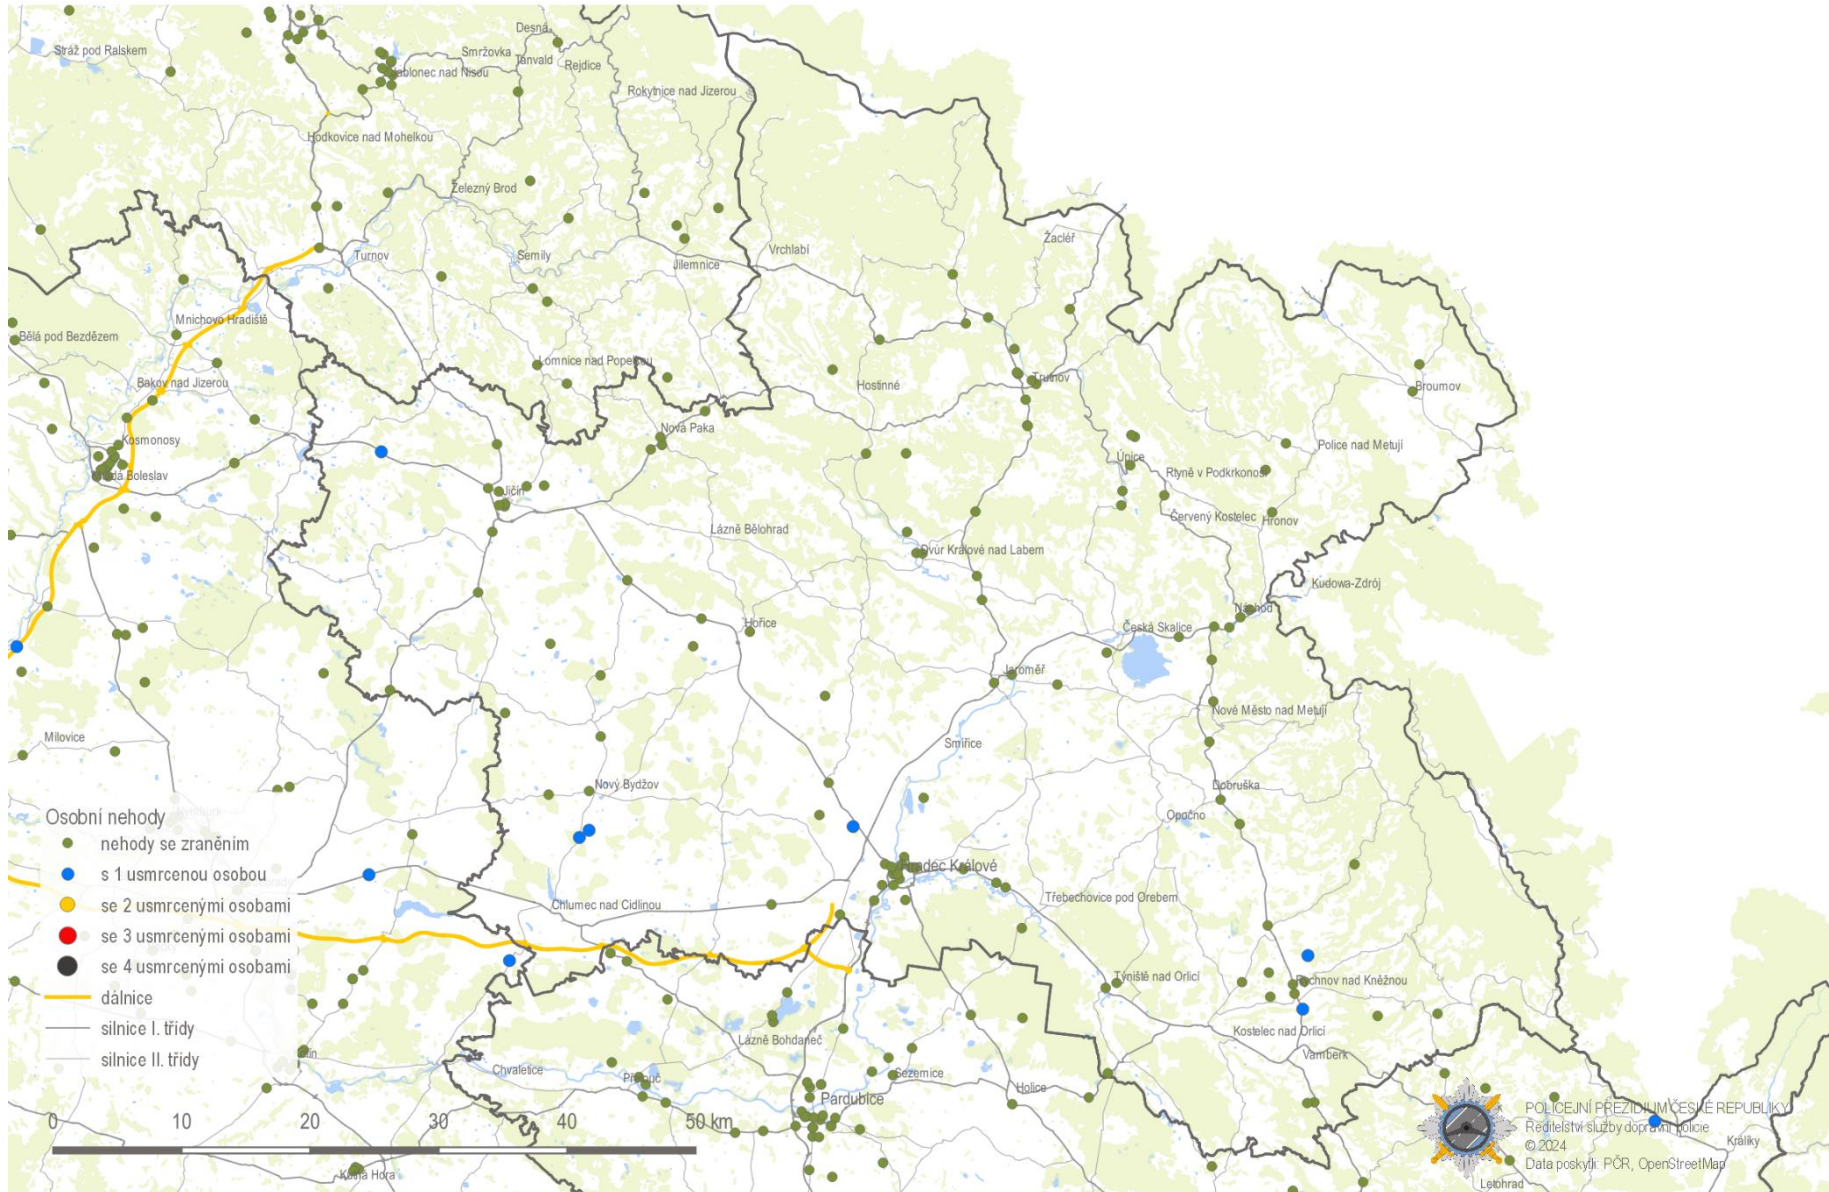 Desná
Stráž pod Ralskem
Smržovka
Tanvald
Rejdice
Jablonec nad Nisou
Rokytnice nad Jizerou
Hodkovice nad Mohelkou
Železný Brod
Žacléř
Turnov
Semily
Vrchlabí
Jilemnice
Mnichovo Hradiště
Bělá pod Bezdězem
Lomnice nad Popelkou
Bakov nad Jizerou
Hostinné
Trutnov
Broumov
Nová Paka
Kosmonosy
Police nad Metují
Úpice
Rtyně v Podkrkonoší
Mladá Boleslav
Jičín
Lázně Bělohrad
Červený Kostelec
Hronov
Dvůr Králové nad Labem
Kudowa-Zdrój
Náchod
Hořice
Česká Skalice
Jaroměř
Nové Město nad Metují
Milovice
Smiřice
Nový Bydžov
Dobruška
Opočno
Osobní nehody
nehody se zraněním
s 1 usmrcenou osobou
se 2 usmrcenými osobami
se 3 usmrcenými osobami
se 4 usmrcenými osobami
dálnice
silnice I. třídy
silnice II. třídy
Hradec Králové
Chlumec nad Cidlinou
Třebechovice pod Orebem
Týniště nad Orlicí
Rychnov nad Kněžnou
Kostelec nad Orlicí
Lázně Bohdaneč
Vamberk
Chvaletice
Přelouč
Sezemice
Holice
Pardubice
0 10 20 30 40 50 km
POLICEJNÍ PREZIDIUM ČESKÉ REPUBLIKY
Ředitelství služby dopravní policie
© 2024
Data poskytli: PČR, OpenStreetMap
Králíky
Kutná Hora
Letohrad